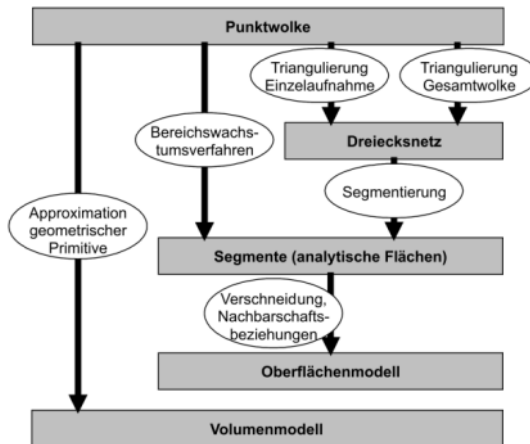 Punktwolke
Triangulierung
Einzelaufnahme
Triangulierung
Gesamtwolke
Bereichswachs-
tumsverfahren
Dreiecksnetz
Segmentierung
Approximation
geometrischer
Primitive
Segmente (analytische Flächen)
Verschneidung,
Nachbarschafts-
beziehungen
Oberflächenmodell
Volumenmodell